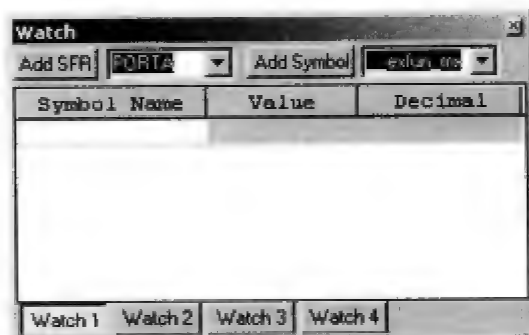 Watch
Add SFR PORTA Add Symbol
Symbol Name Value Decimal
Watch 1 Watch 2 Watch 3 Watch 4